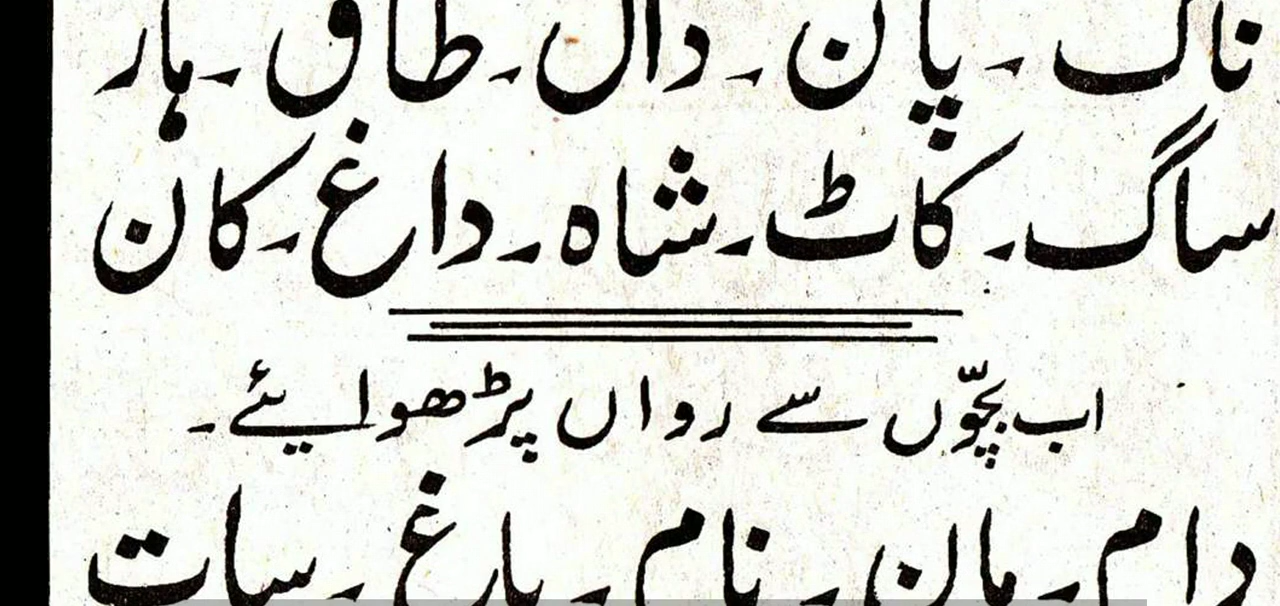 ناک ۔ پان ۔ دال ۔ طاق ۔ ہار
ساگ ۔ کاٹ ۔ شاہ ۔ داغ ۔ کان
اب بچّوں سے رواں پڑھوایئے ۔
دام ۔ مان ۔ نام ۔ باغ ۔ سات